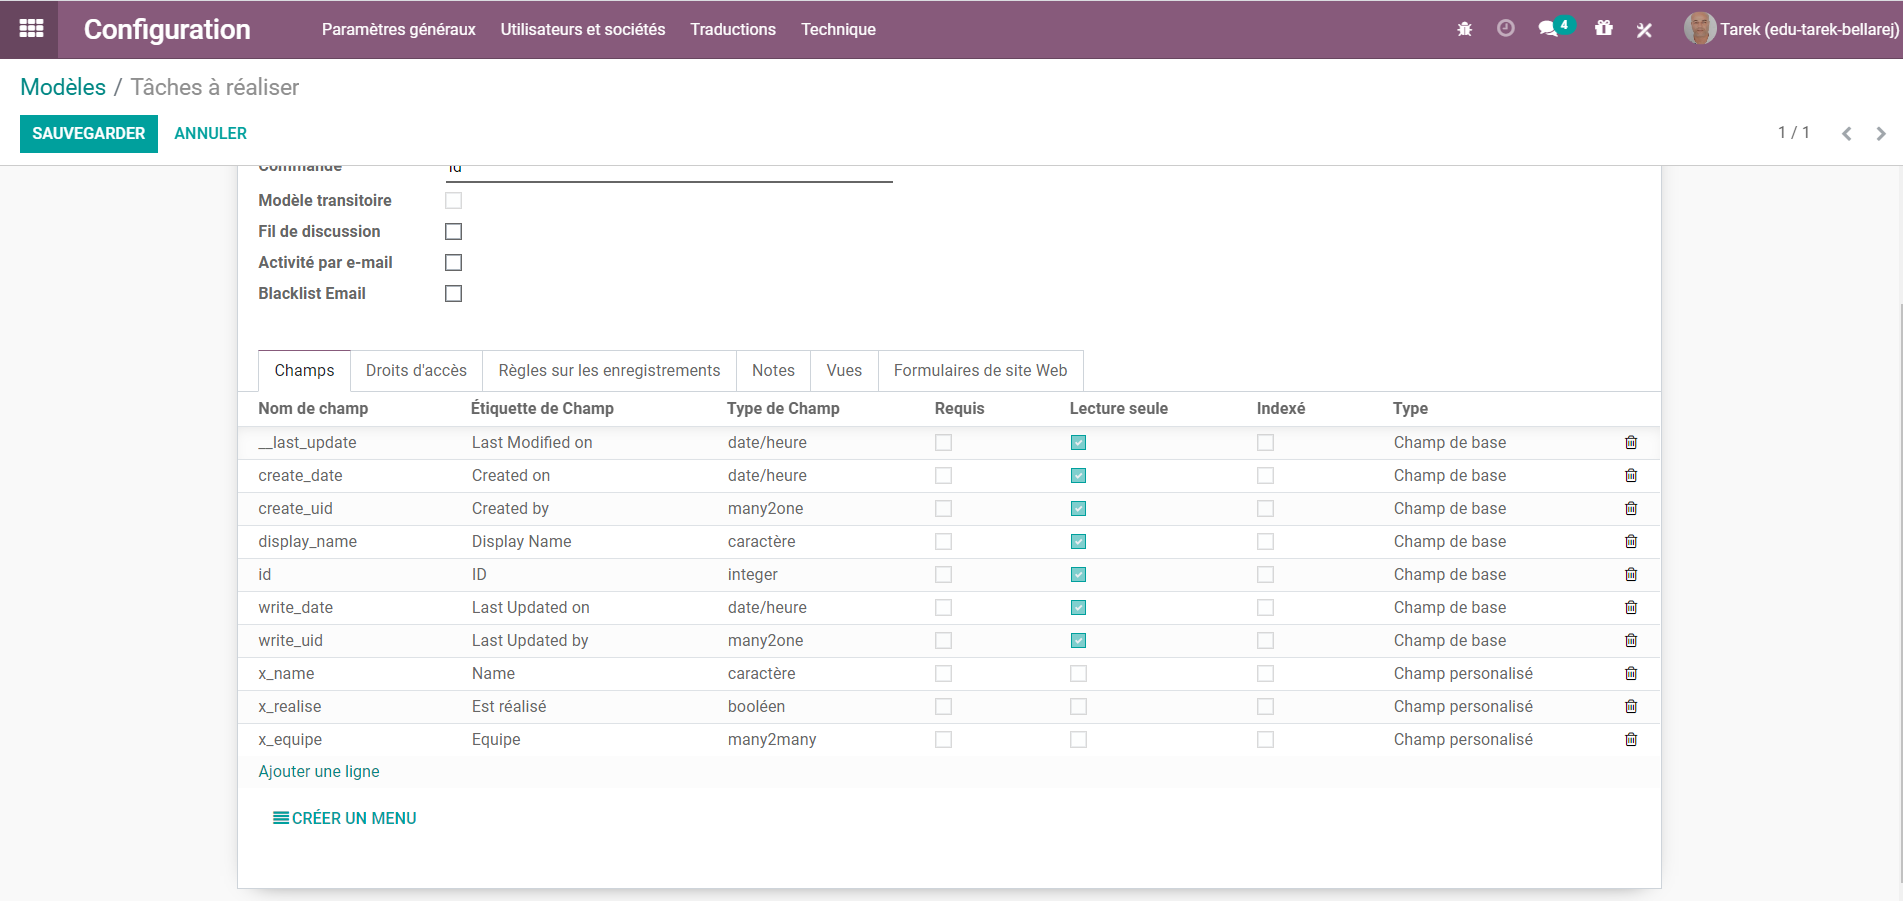 Configuration Paramètres généraux Utilisateurs et sociétés Traductions Technique 4 Tarek (edu-tarek-bellarej)
Modèles / Tâches à réaliser
SAUVEGARDER ANNULER 1 / 1
Commande id
Modèle transitoire
Fil de discussion
Activité par e-mail
Blacklist Email
Champs Droits d'accès Règles sur les enregistrements Notes Vues Formulaires de site Web
Nom de champ Étiquette de Champ Type de Champ Requis Lecture seule Indexé Type
__last_update Last Modified on date/heure Champ de base
create_date Created on date/heure Champ de base
create_uid Created by many2one Champ de base
display_name Display Name caractère Champ de base
id ID integer Champ de base
write_date Last Updated on date/heure Champ de base
write_uid Last Updated by many2one Champ de base
x_name Name caractère Champ personalisé
x_realise Est réalisé booléen Champ personalisé
x_equipe Equipe many2many Champ personalisé
Ajouter une ligne
CRÉER UN MENU